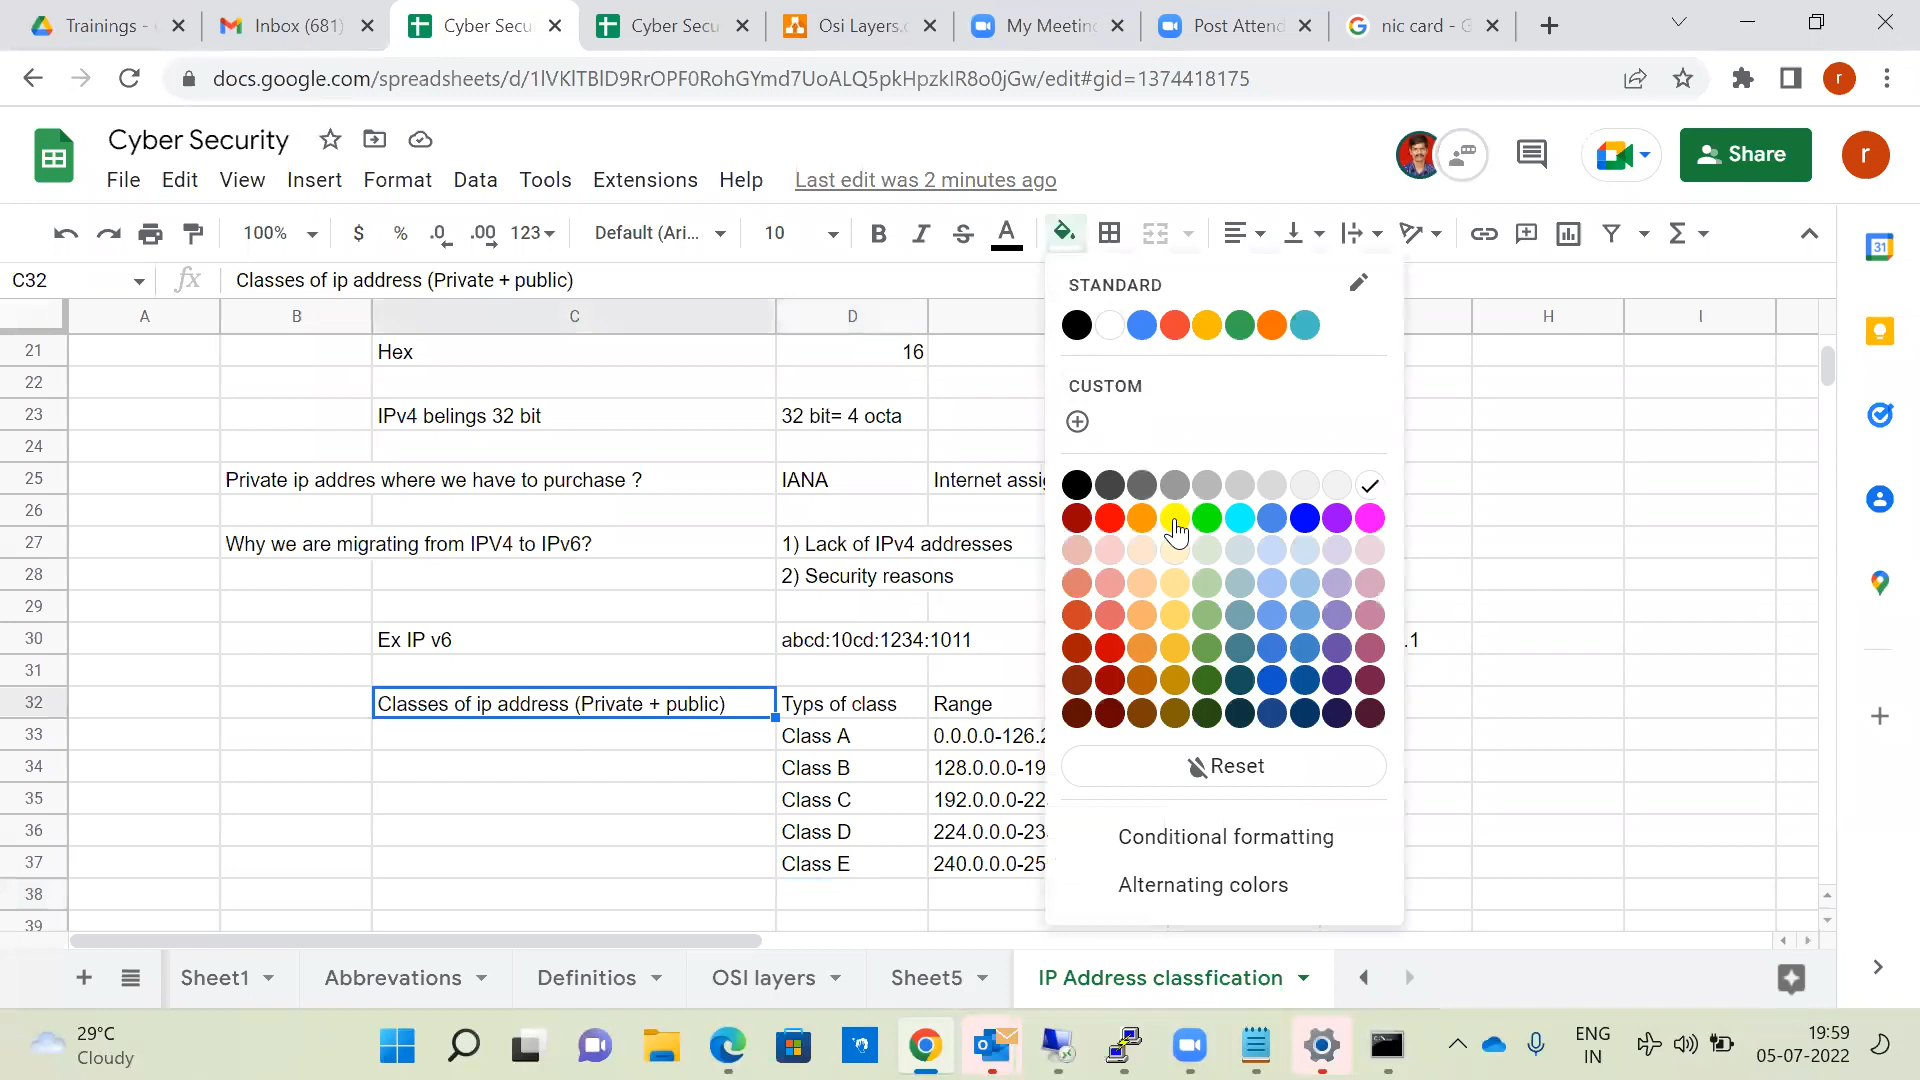 Trainings -
Inbox (681)
Cyber Secu
Cyber Secu
Osi Layers.
My Meetin
Post Attend
nic card - G
docs.google.com/spreadsheets/d/1lVKlTBlD9RrOPF0RohGYmd7UoALQ5pkHpzkIR8o0jGw/edit#gid=1374418175
r
Cyber Security
File Edit View Insert Format Data Tools Extensions Help Last edit was 2 minutes ago
Share
r
100% $ % .0 .00 123 Default (Ari... 10 B I S A
31
C32 fx Classes of ip address (Private + public)
A B C D H I
21 Hex 16
22
23 IPv4 belings 32 bit 32 bit= 4 octa
24
25 Private ip addres where we have to purchase ? IANA Internet assig
26
27 Why we are migrating from IPV4 to IPv6? 1) Lack of IPv4 addresses
28 2) Security reasons
29
30 Ex IP v6 abcd:10cd:1234:1011 .1
31
32 Classes of ip address (Private + public) Typs of class Range
33 Class A 0.0.0.0-126.2
34 Class B 128.0.0.0-19
35 Class C 192.0.0.0-22
36 Class D 224.0.0.0-23
37 Class E 240.0.0.0-25
38
39
STANDARD
CUSTOM
Reset
Conditional formatting
Alternating colors
Sheet1 Abbrevations Definitios OSI layers Sheet5 IP Address classfication
29°C
Cloudy
ENG
IN
19:59
05-07-2022